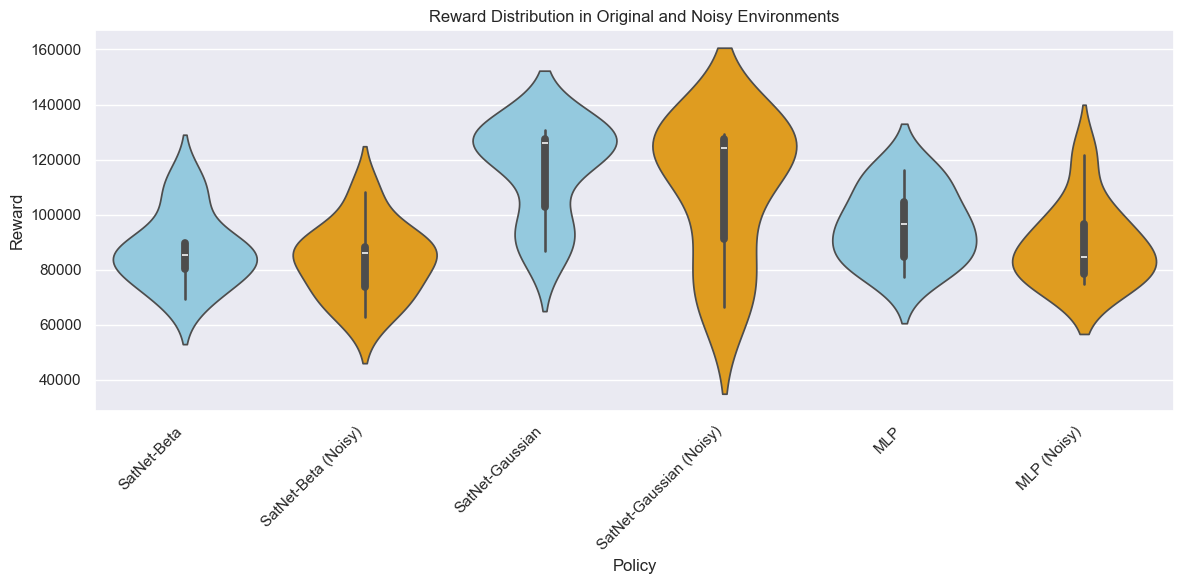 Reward Distribution in Original and Noisy Environments
Reward
160000
140000
120000
100000
80000
60000
40000
SatNet-Beta
SatNet-Beta (Noisy)
SatNet-Gaussian
SatNet-Gaussian (Noisy)
MLP
MLP (Noisy)
Policy